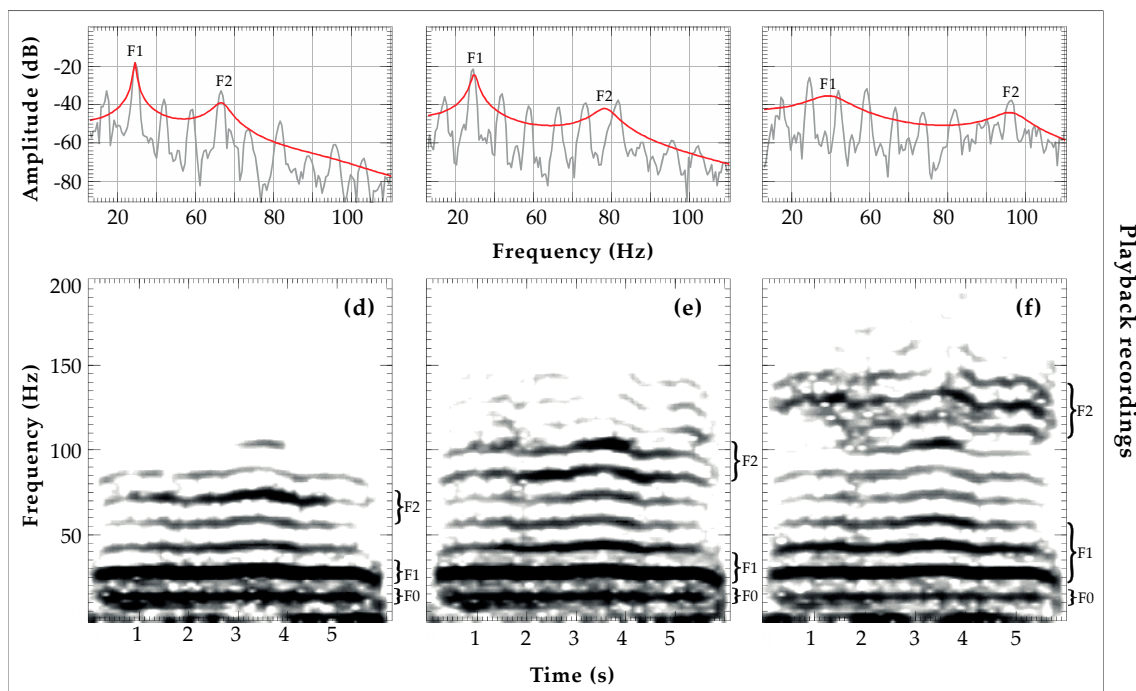 Amplitude (dB)
-20
-40
-60
-80
F1
F2
F1
F2
F1
F2
20 40 60 80 100
20 40 60 80 100
20 40 60 80 100
Frequency (Hz)
Frequency (Hz)
200
150
100
50
(d)
F2
F1
F0
(e)
F2
F1
F0
(f)
F2
F1
F0
1 2 3 4 5
1 2 3 4 5
1 2 3 4 5
Time (s)
Playback recordings